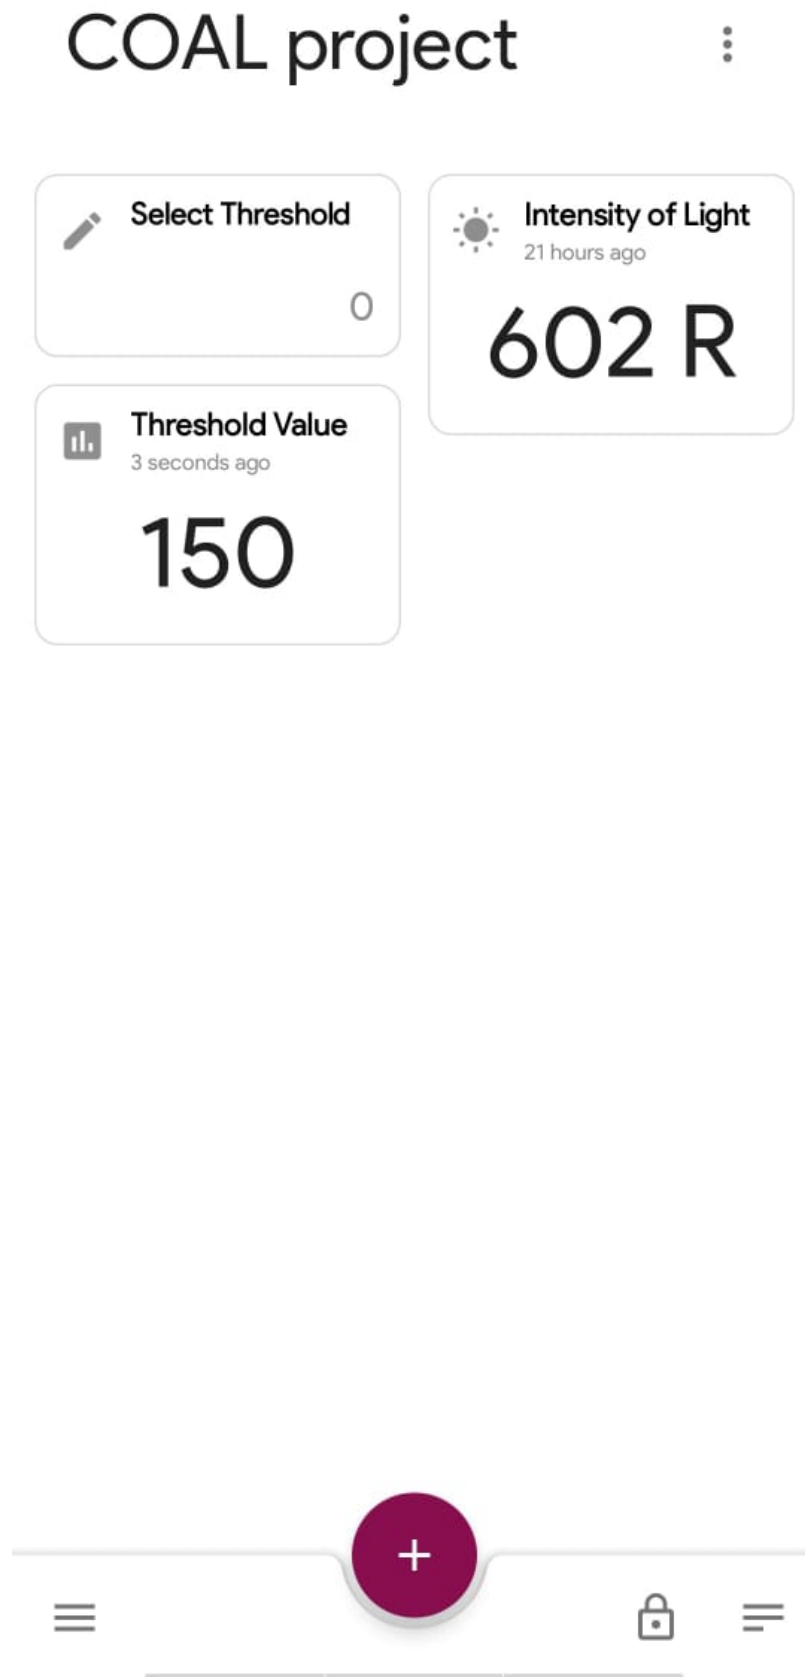 COAL project
Select Threshold
0
Intensity of Light
21 hours ago
602 R
Threshold Value
3 seconds ago
150